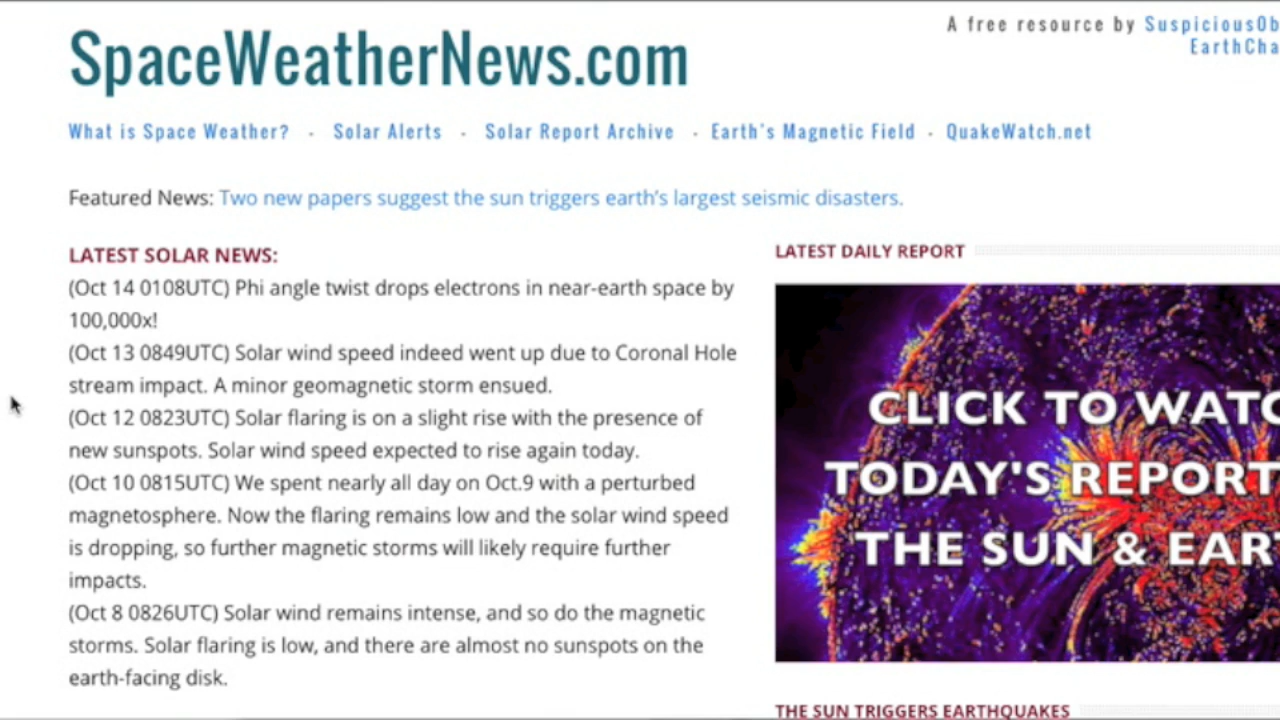 A free resource by
SpaceWeatherNews.com
What is Space Weather? · Solar Alerts · Solar Report Archive · Earth's Magnetic Field · QuakeWatch.net
Featured News: Two new papers suggest the sun triggers earth's largest seismic disasters.
LATEST SOLAR NEWS:
(Oct 14 0108UTC) Phi angle twist drops electrons in near-earth space by
100,000x!
(Oct 13 0849UTC) Solar wind speed indeed went up due to Coronal Hole
stream impact. A minor geomagnetic storm ensued.
(Oct 12 0823UTC) Solar flaring is on a slight rise with the presence of
new sunspots. Solar wind speed expected to rise again today.
(Oct 10 0815UTC) We spent nearly all day on Oct.9 with a perturbed
magnetosphere. Now the flaring remains low and the solar wind speed
is dropping, so further magnetic storms will likely require further
impacts.
(Oct 8 0826UTC) Solar wind remains intense, and so do the magnetic
storms. Solar flaring is low, and there are almost no sunspots on the
earth-facing disk.
LATEST DAILY REPORT
CLICK TO
TODAY'S REPORT
THE SUN &
THE SUN TRIGGERS EARTHQUAKES